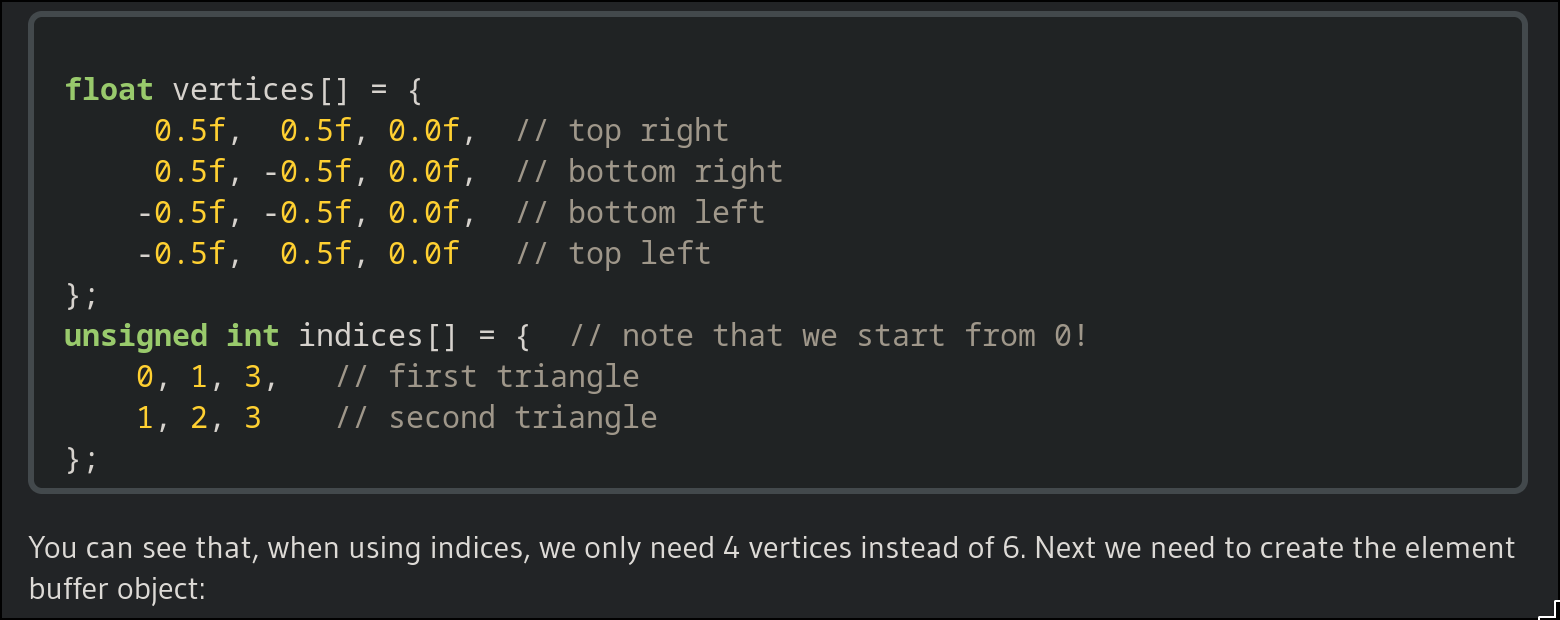 float vertices[] = {
     0.5f,  0.5f, 0.0f,  // top right
     0.5f, -0.5f, 0.0f,  // bottom right
    -0.5f, -0.5f, 0.0f,  // bottom left
    -0.5f,  0.5f, 0.0f   // top left
};
unsigned int indices[] = {  // note that we start from 0!
    0, 1, 3,   // first triangle
    1, 2, 3    // second triangle
};
You can see that, when using indices, we only need 4 vertices instead of 6. Next we need to create the element
buffer object: